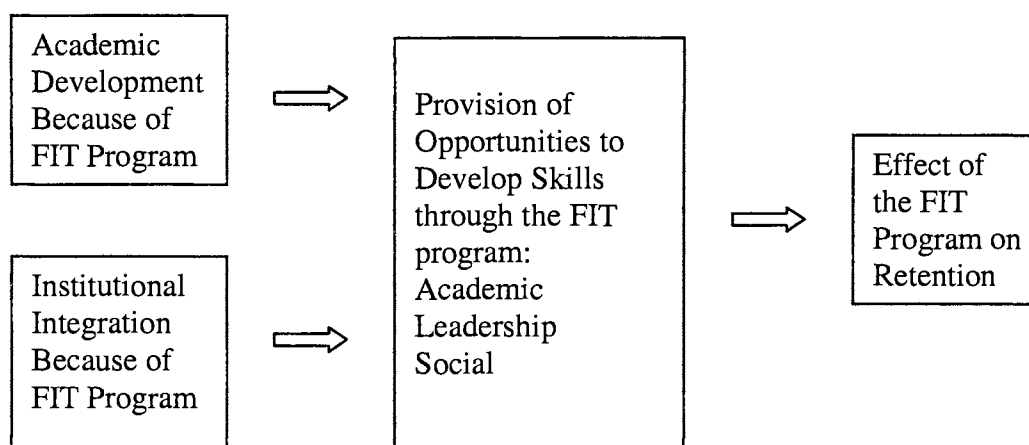 Academic
Development
Because of
FIT Program
Institutional
Integration
Because of
FIT Program
Provision of
Opportunities to
Develop Skills
through the FIT
program:
Academic
Leadership
Social
Effect of
the FIT
Program on
Retention